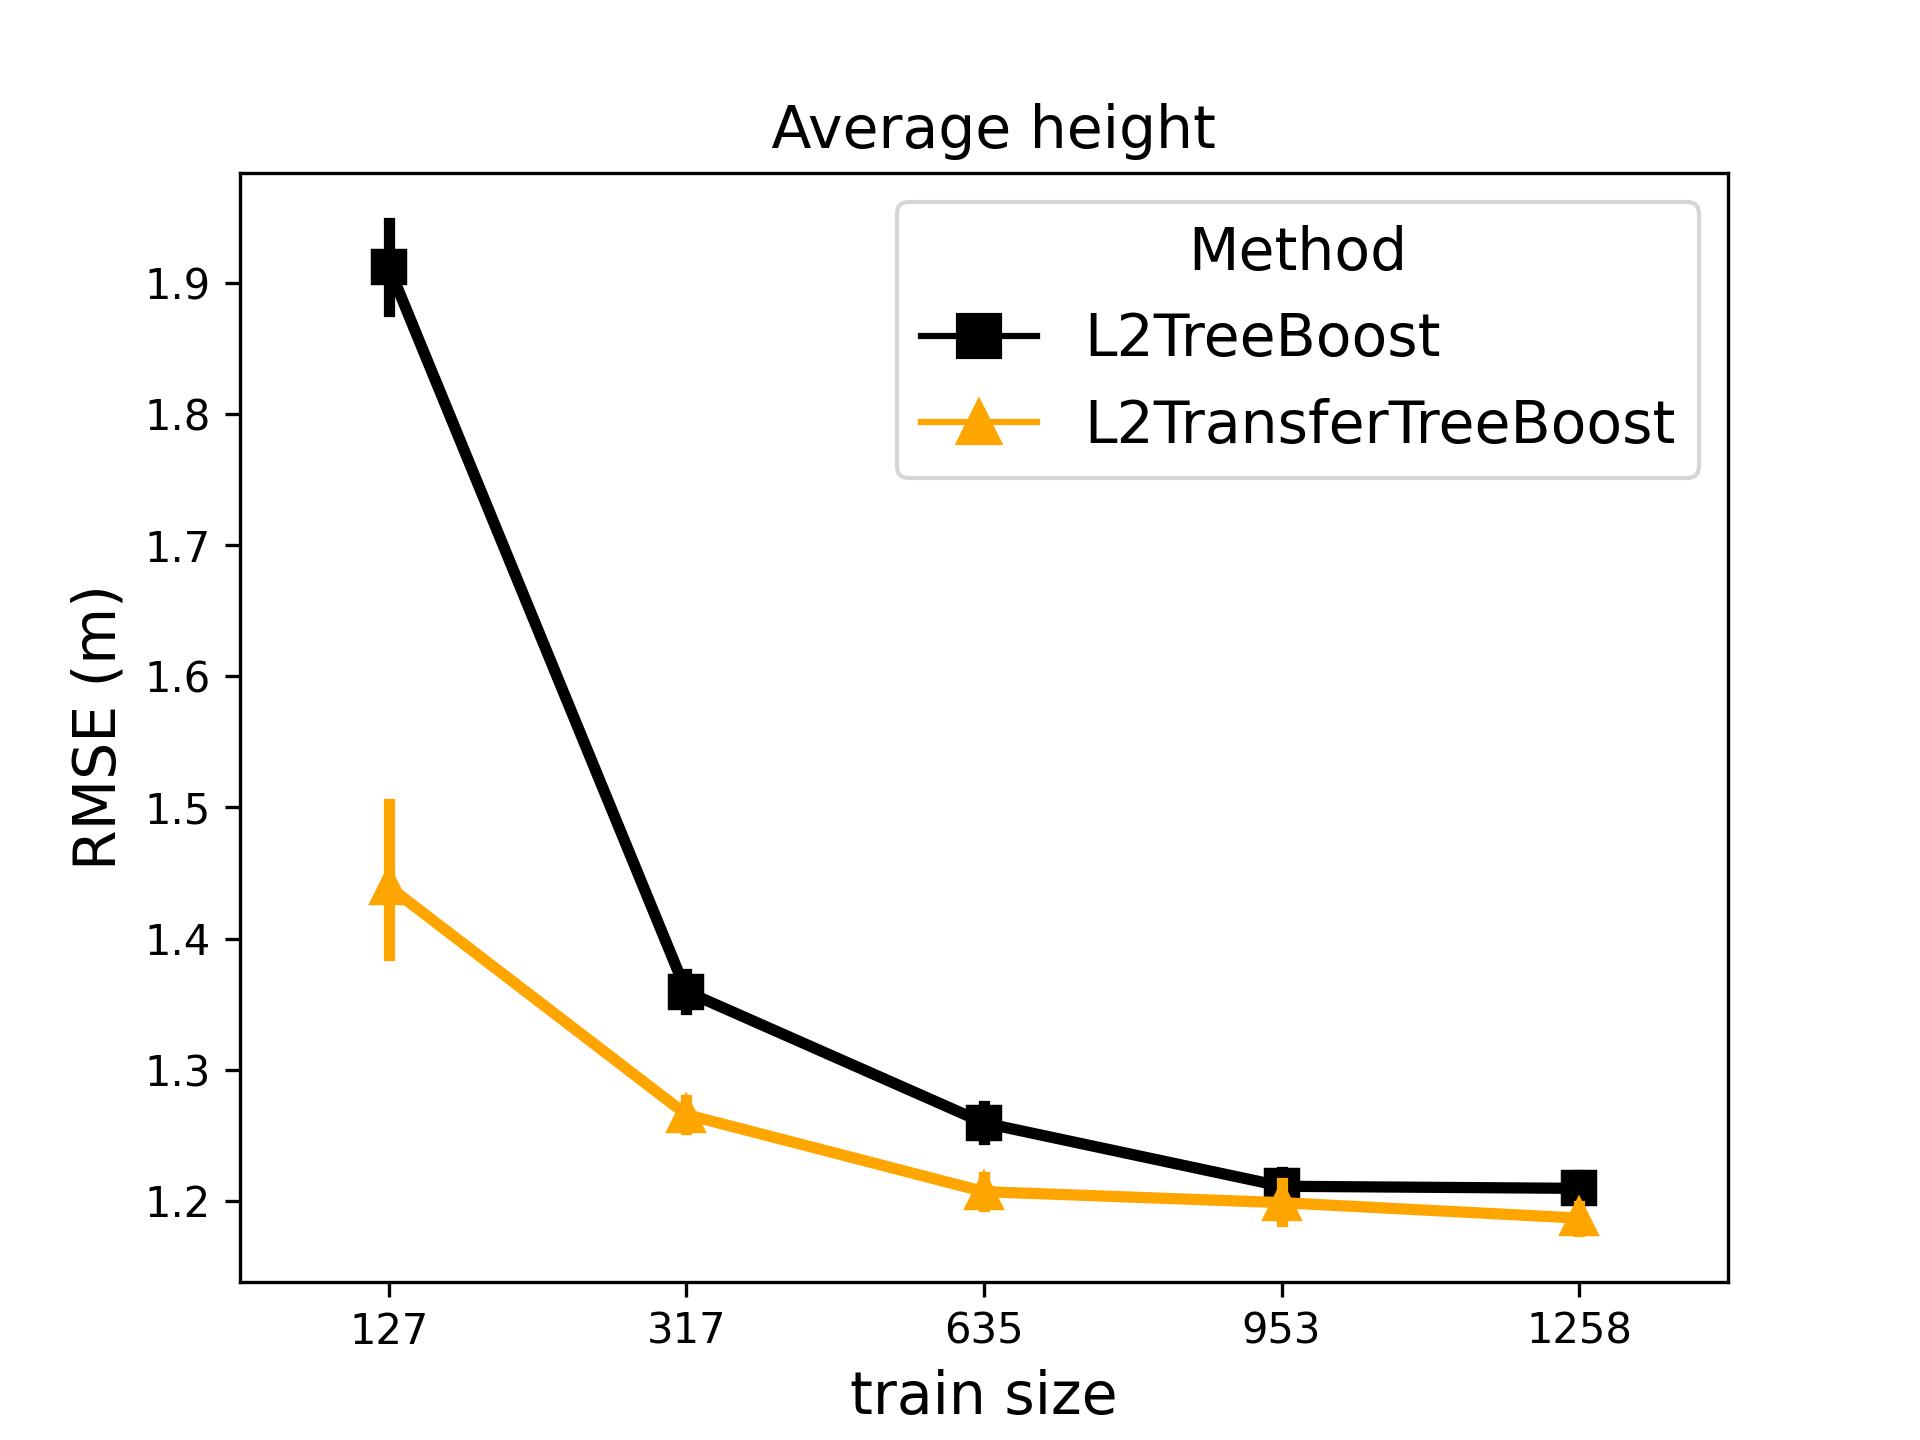 Average height
Method
L2TreeBoost
L2TransferTreeBoost
RMSE (m)
1.9
1.8
1.7
1.6
1.5
1.4
1.3
1.2
127 317 635 953 1258
train size